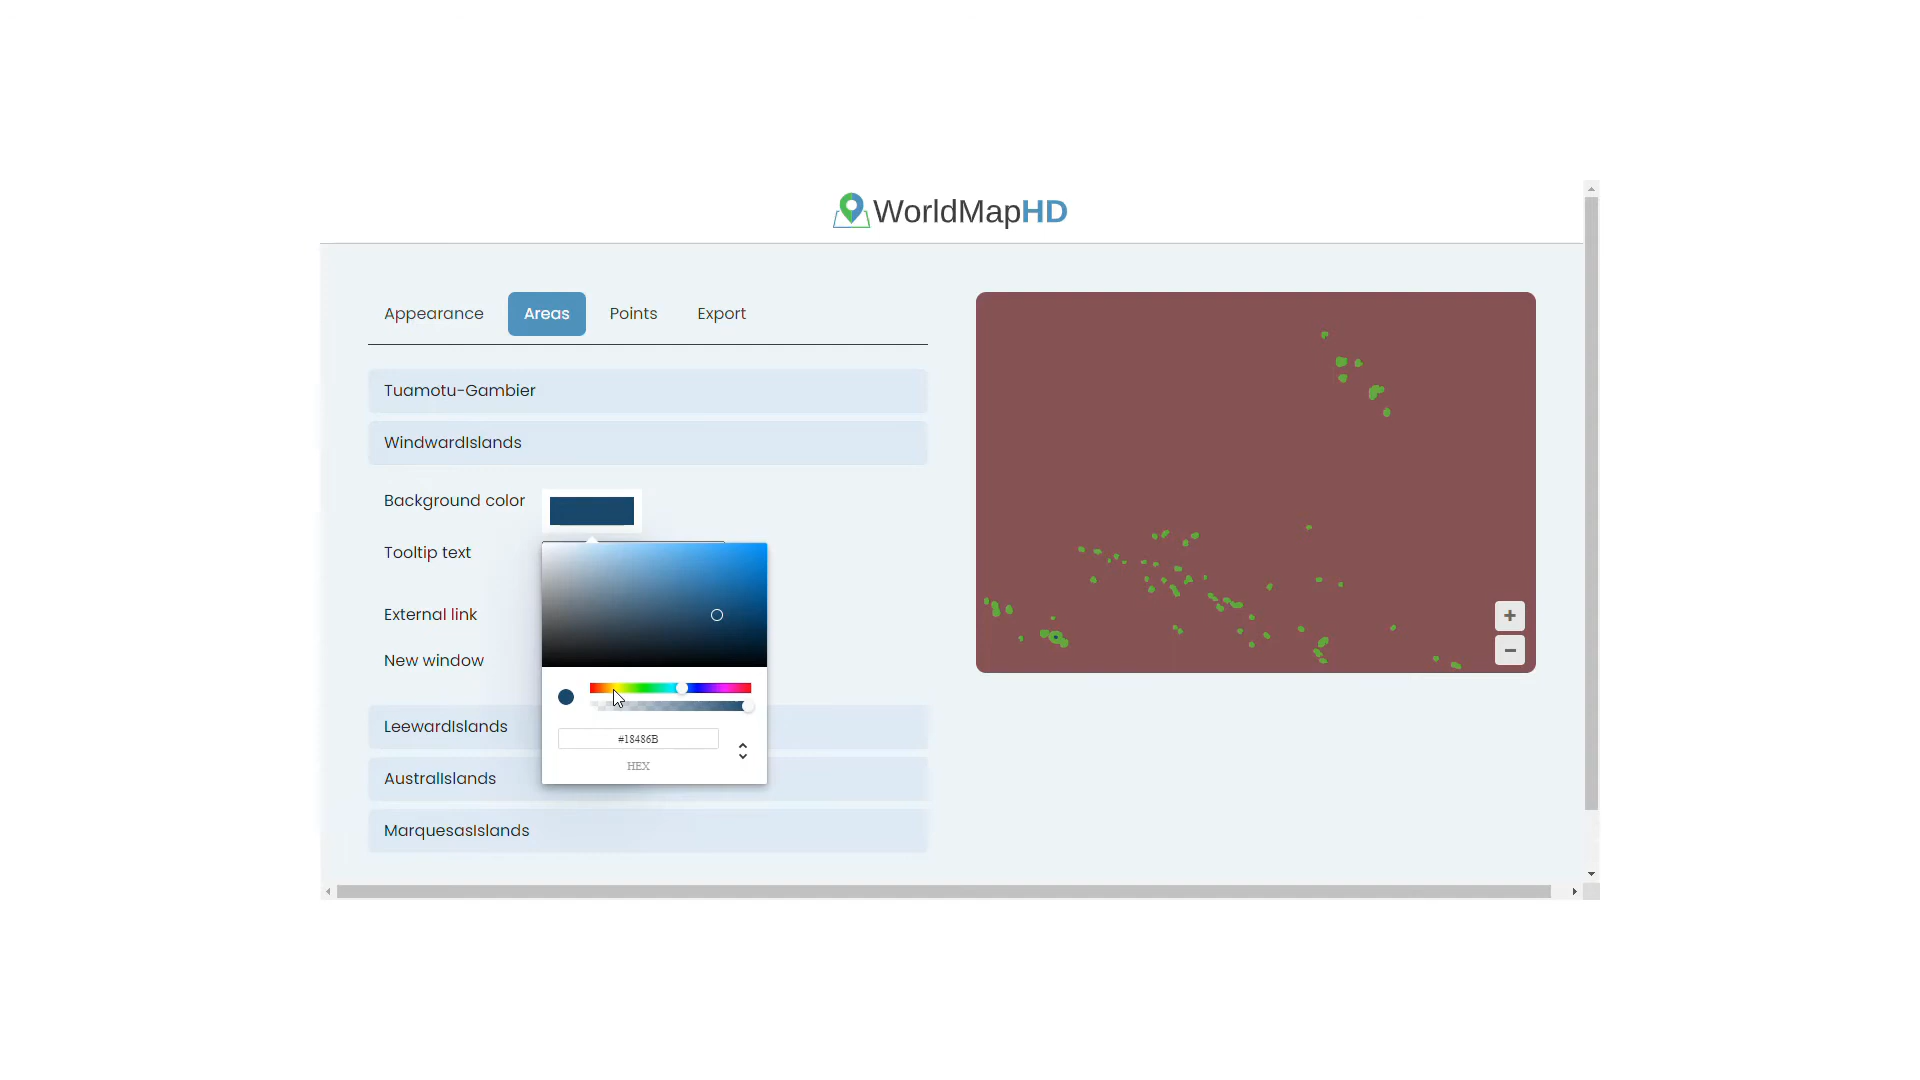 WorldMapHD
Appearance Areas Points Export
Tuamotu-Gambier
WindwardIslands
Background color
Tooltip text
External link
New window
#18486B
HEX
LeewardIslands
AustralIslands
MarquesasIslands
+
−